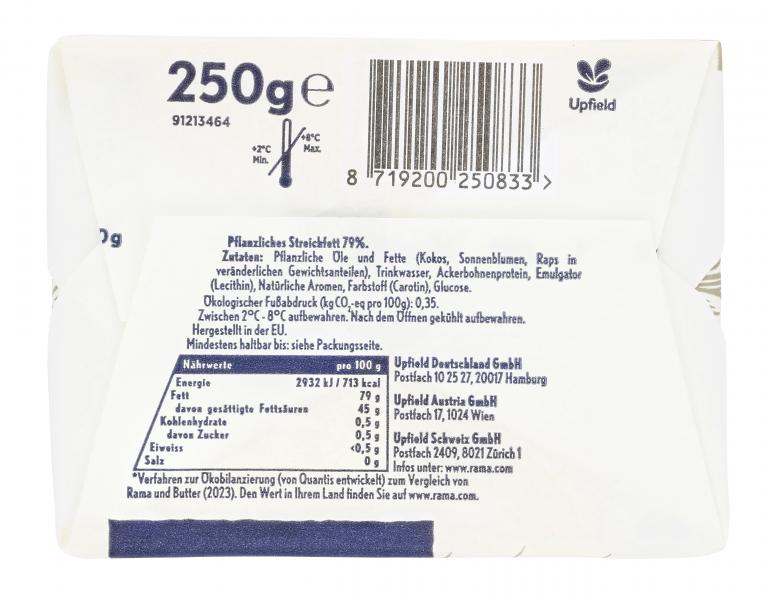 250g e
91213464
+2°C
Min.
+8°C
Max.
8 719200 250833 >
Upfield
0g
Pflanzliches Streichfett 79%.
Zutaten: Pflanzliche Öle und Fette (Kokos, Sonnenblumen, Raps in
veränderlichen Gewichtsanteilen), Trinkwasser, Ackerbohnenprotein, Emulgator
(Lecithin), Natürliche Aromen, Farbstoff (Carotin), Glucose.
Ökologischer Fußabdruck (kg CO₂-eq pro 100g): 0,35.
Zwischen 2°C - 8°C aufbewahren. Nach dem Öffnen gekühlt aufbewahren.
Hergestellt in der EU.
Mindestens haltbar bis: siehe Packungsseite.
Nährwerte pro 100 g
Energie 2932 kJ / 713 kcal
Fett 79 g
davon gesättigte Fettsäuren 45 g
Kohlenhydrate 0,5 g
davon Zucker 0,5 g
Eiweiss <0,5 g
Salz 0 g
Upfield Deutschland GmbH
Postfach 10 25 27, 20017 Hamburg
Upfield Austria GmbH
Postfach 17, 1024 Wien
Upfield Schweiz GmbH
Postfach 2409, 8021 Zürich 1
Infos unter: www.rama.com
*Verfahren zur Ökobilanzierung (von Quantis entwickelt) zum Vergleich von
Rama und Butter (2023). Den Wert in Ihrem Land finden Sie auf www.rama.com.